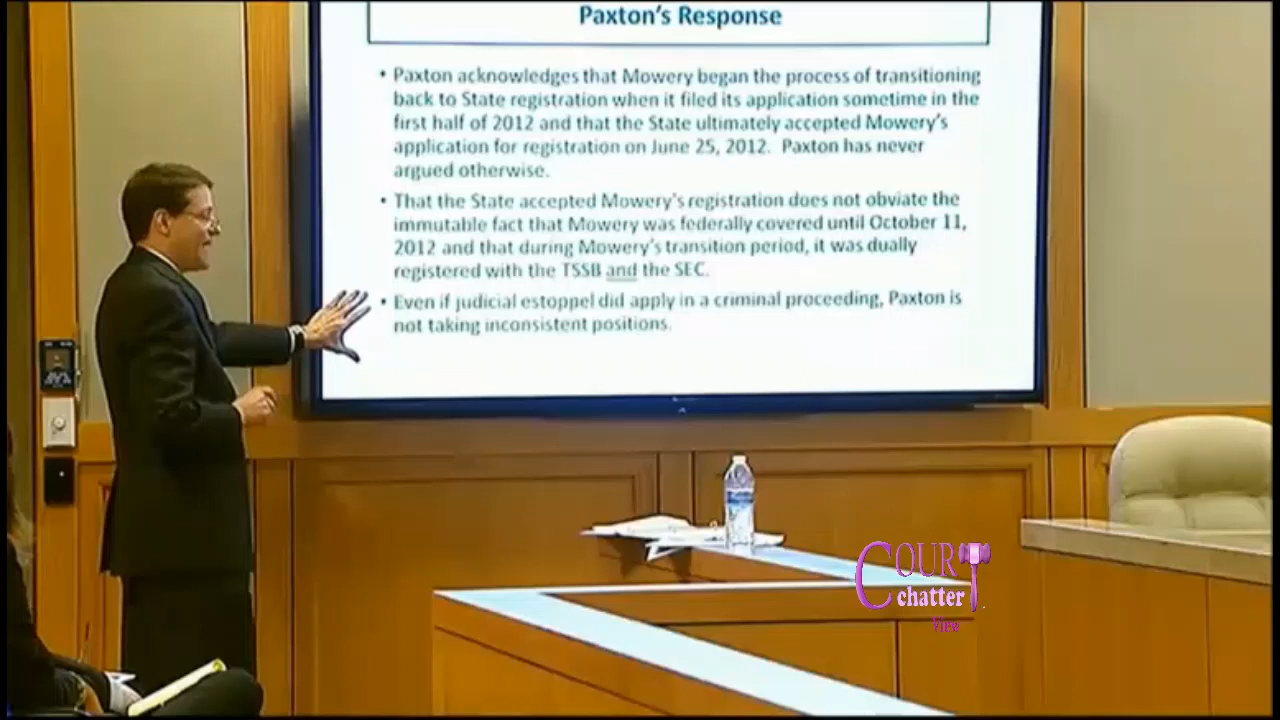 Paxton's Response
• Paxton acknowledges that Mowery began the process of transitioning
back to State registration when it filed its application sometime in the
first half of 2012 and that the State ultimately accepted Mowery's
application for registration on June 25, 2012. Paxton has never
argued otherwise.
• That the State accepted Mowery's registration does not obviate the
immutable fact that Mowery was federally covered until October 11,
2012 and that during Mowery's transition period, it was dually
registered with the TSSB and the SEC.
• Even if judicial estoppel did apply in a criminal proceeding, Paxton is
not taking inconsistent positions.
COURT
chatter
View